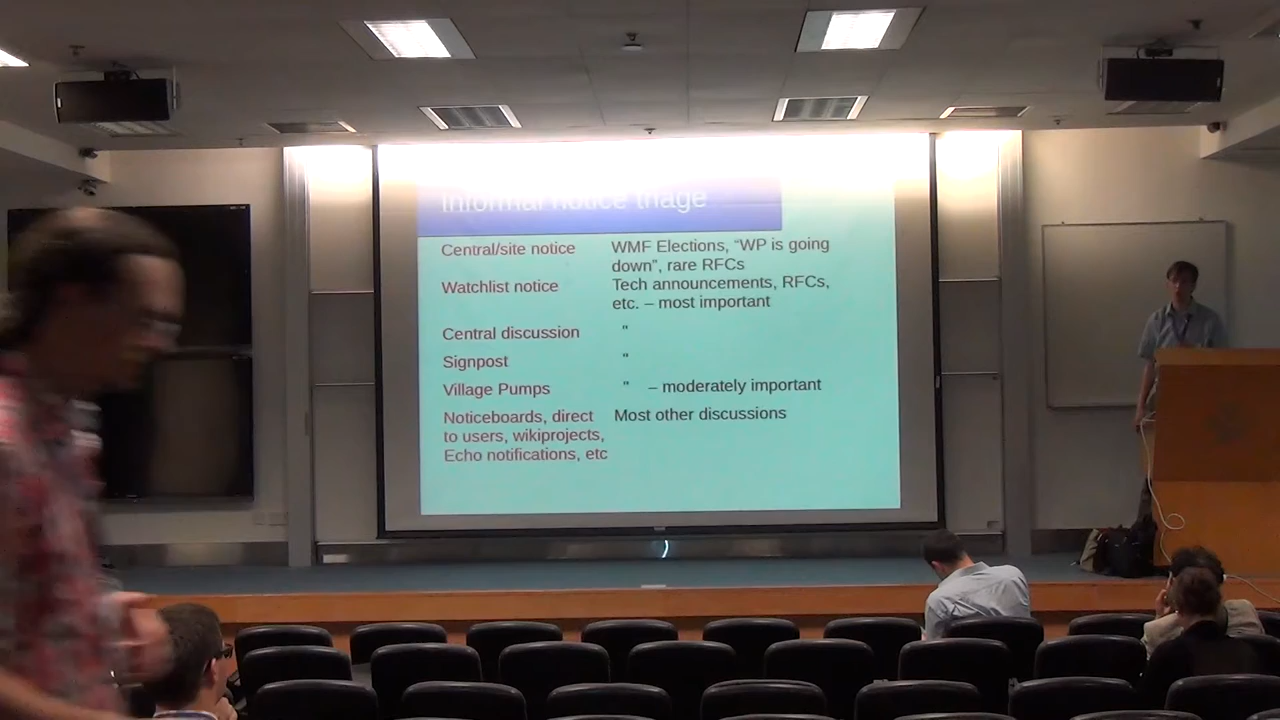 Informal notice triage
Central/site notice
WMF Elections, “WP is going
down”, rare RFCs
Watchlist notice
Tech announcements, RFCs,
etc. – most important
Central discussion "
Signpost "
Village Pumps " – moderately important
Noticeboards, direct
to users, wikiprojects,
Echo notifications, etc
Most other discussions